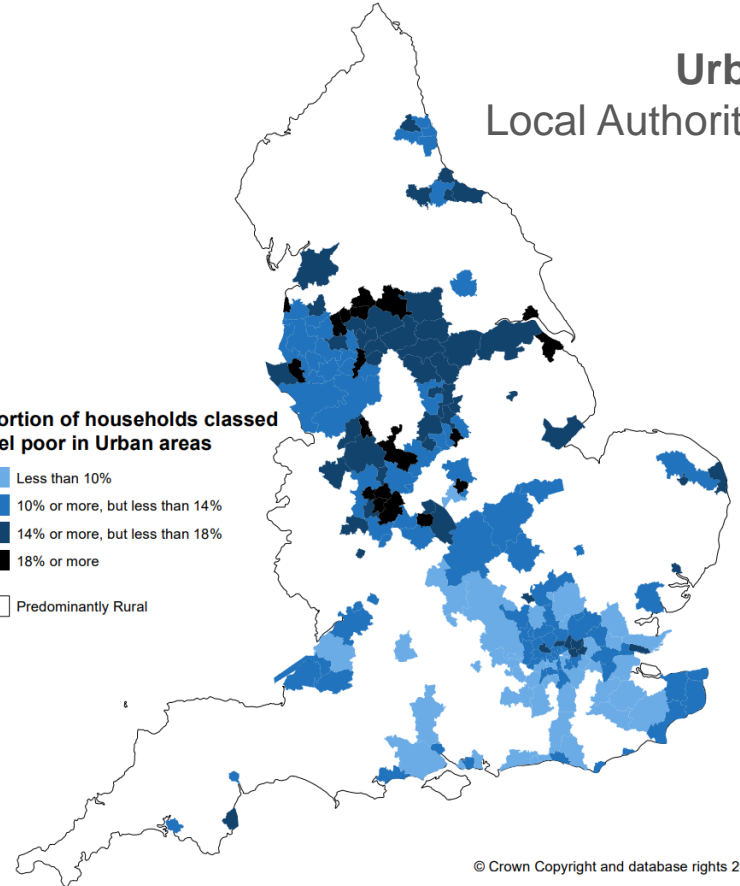 Urb
Local Authorit
ortion of households classed
el poor in Urban areas
Less than 10%
10% or more, but less than 14%
14% or more, but less than 18%
18% or more
Predominantly Rural
© Crown Copyright and database rights 2